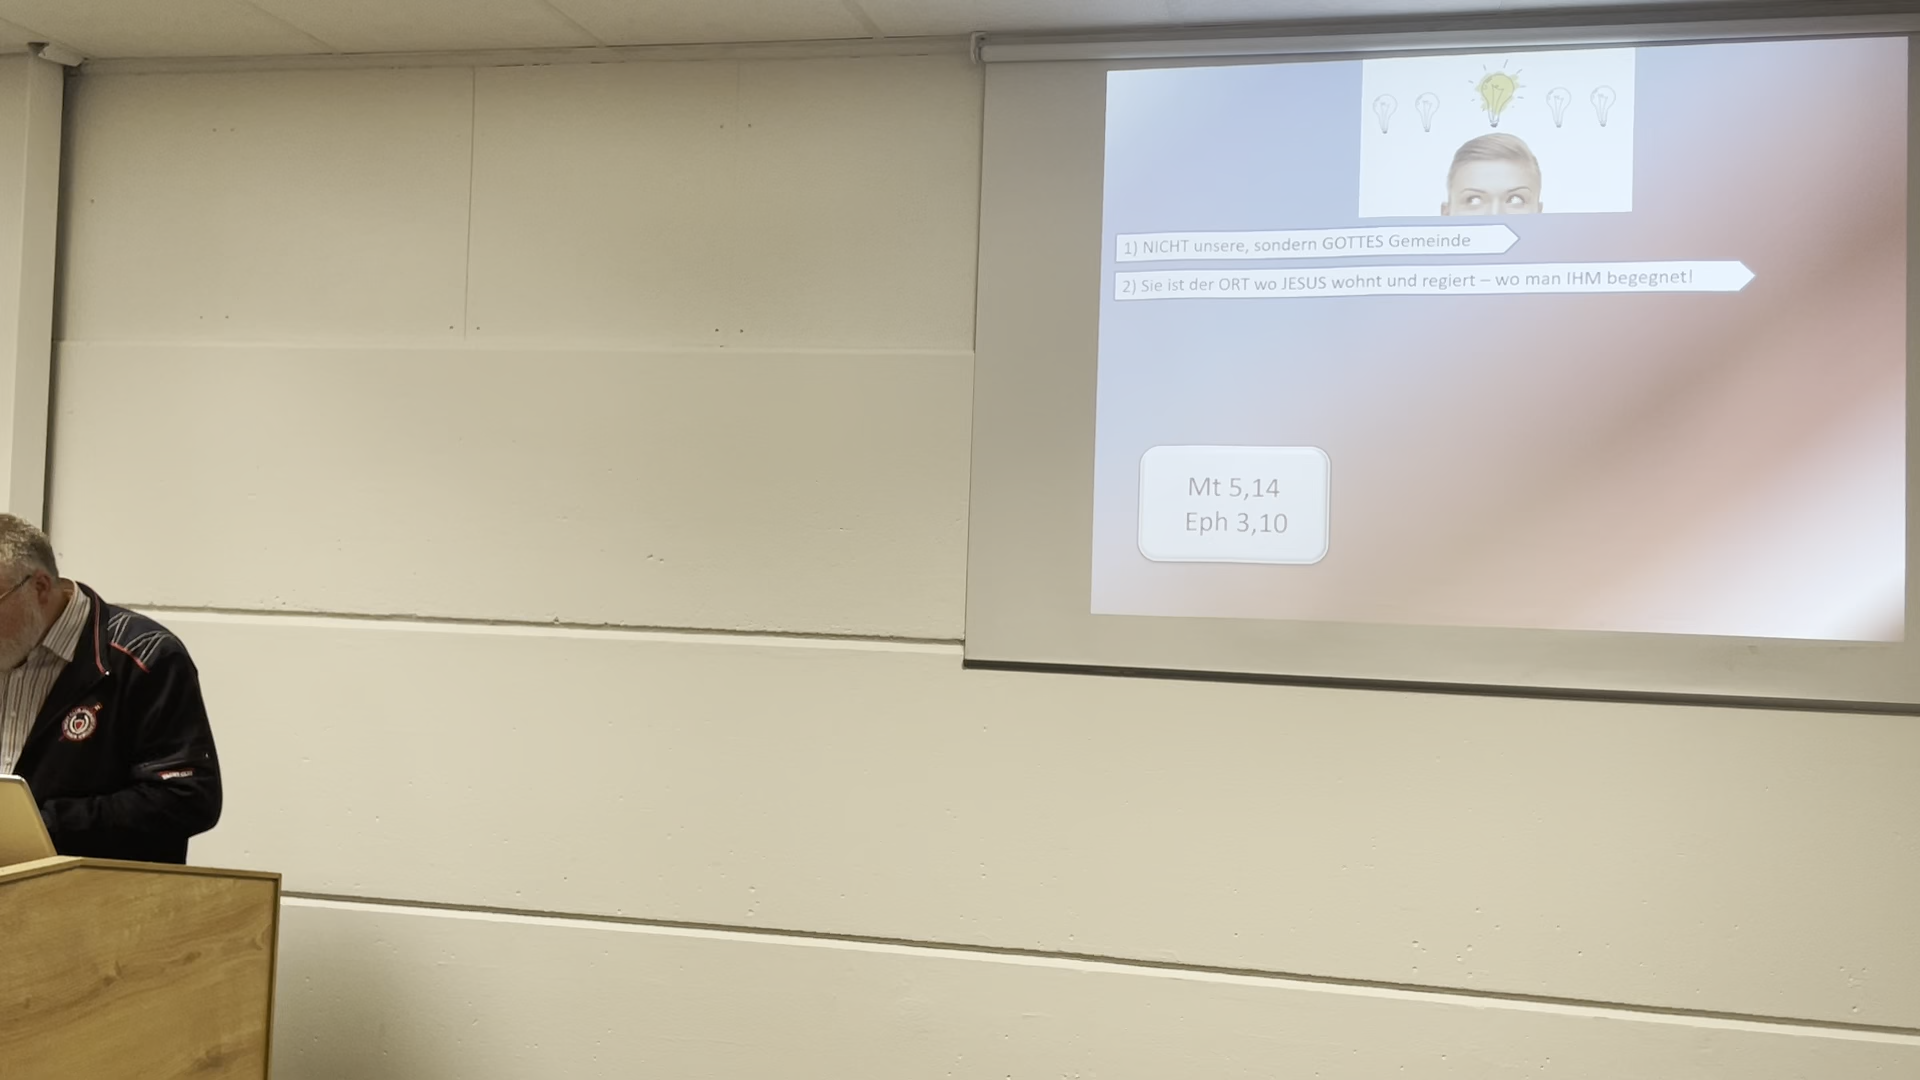 1) NICHT unsere, sondern GOTTES Gemeinde
2) Sie ist der ORT wo JESUS wohnt und regiert – wo man IHM begegnet!
Mt 5,14
Eph 3,10